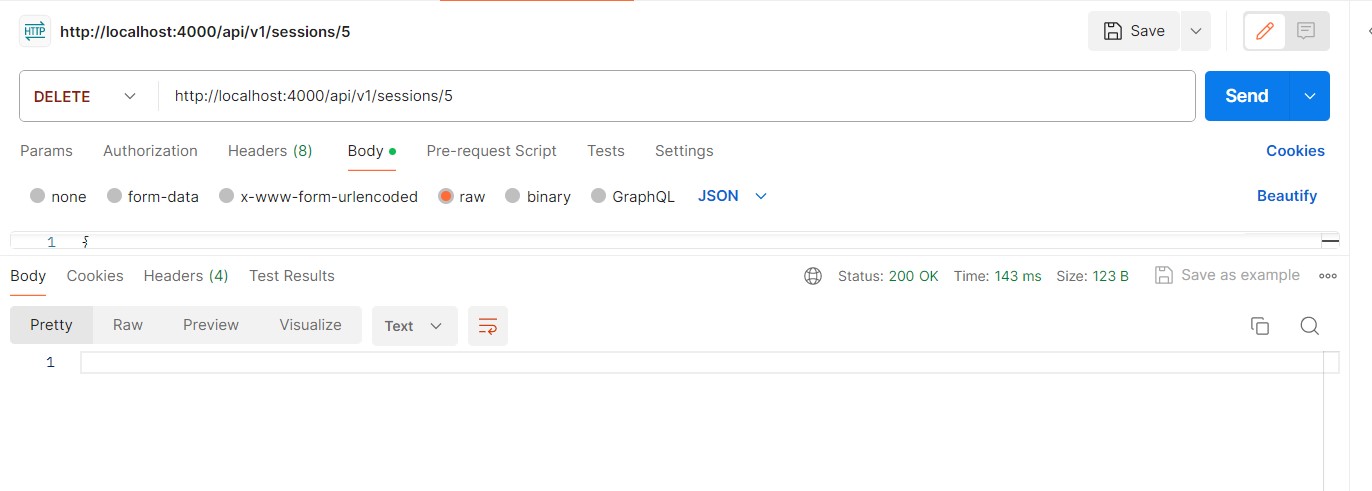 HTTP http://localhost:4000/api/v1/sessions/5 Save
DELETE http://localhost:4000/api/v1/sessions/5 Send
Params Authorization Headers (8) Body Pre-request Script Tests Settings Cookies
none form-data x-www-form-urlencoded raw binary GraphQL JSON Beautify
1 {
Body Cookies Headers (4) Test Results Status: 200 OK Time: 143 ms Size: 123 B Save as example
Pretty Raw Preview Visualize Text
1